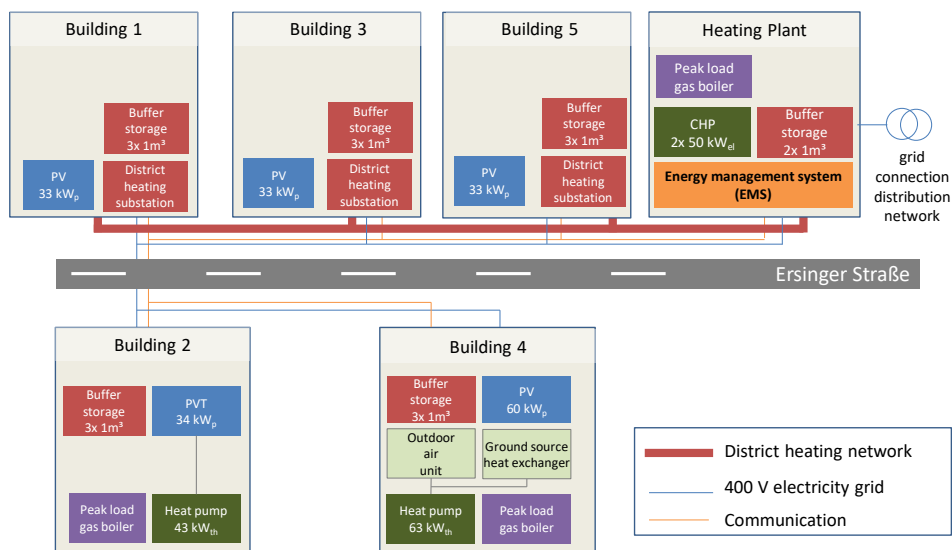 Building 1
Buffer
storage
3x 1m³
PV
33 kWₚ
District
heating
substation
Building 3
Buffer
storage
3x 1m³
PV
33 kWₚ
District
heating
substation
Building 5
Buffer
storage
3x 1m³
PV
33 kWₚ
District
heating
substation
Heating Plant
Peak load
gas boiler
CHP
2x 50 kWₑₗ
Buffer
storage
2x 1m³
Energy management system
(EMS)
grid
connection
distribution
network
Ersinger Straße
Building 2
Buffer
storage
3x 1m³
PVT
34 kWₚ
Peak load
gas boiler
Heat pump
43 kWₜₕ
Building 4
Buffer
storage
3x 1m³
PV
60 kWₚ
Outdoor
air
unit
Ground source
heat exchanger
Heat pump
63 kWₜₕ
Peak load
gas boiler
District heating network
400 V electricity grid
Communication